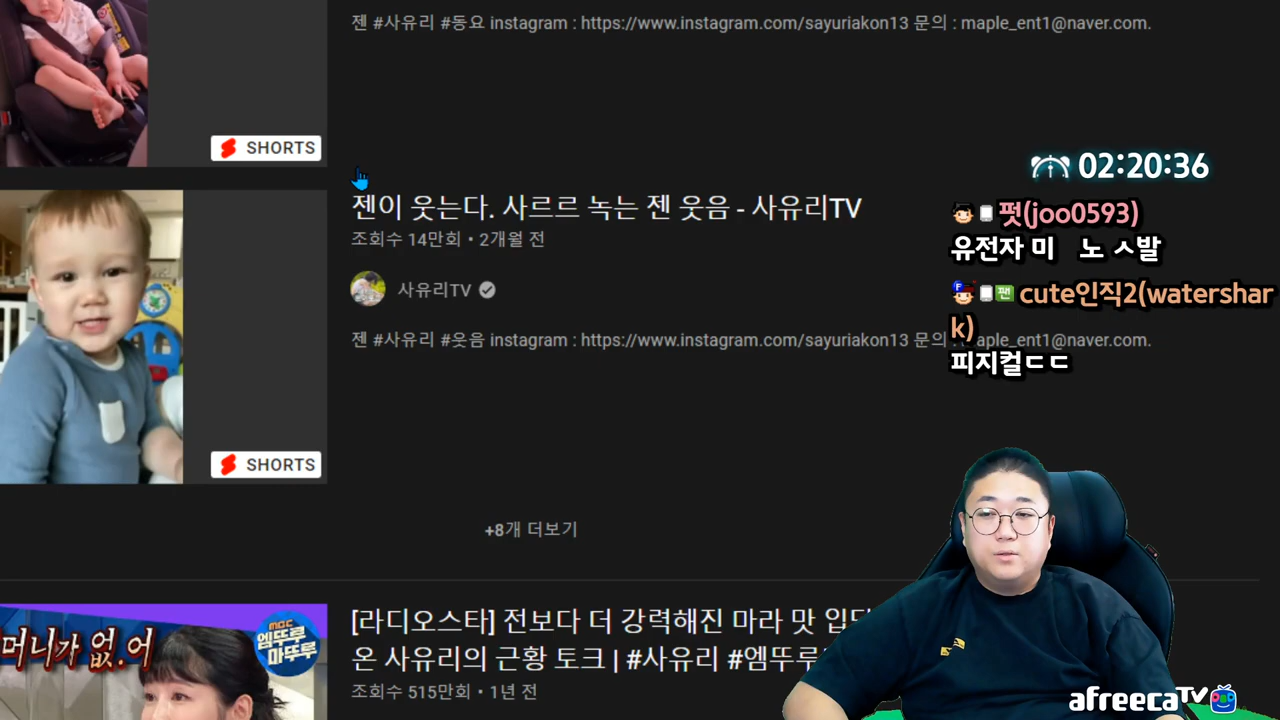 젠 #사유리 #동요 instagram : https://www.instagram.com/sayuriakon13 문의 : maple_ent1@naver.com.
SHORTS
02:20:36
젠이 웃는다. 사르르 녹는 젠 웃음 - 사유리TV
조회수 14만회 • 2개월 전
펏(joo0593)
유전자 미 노 ㅅ발
사유리TV
팬 cute인직2(watershar
k)
젠 #사유리 #웃음 instagram : https://www.instagram.com/sayuriakon13 문의 aple_ent1@naver.com.
피지컬ㄷㄷ
SHORTS
+8개 더보기
[라디오스타] 전보다 더 강력해진 마라 맛
온 사유리의 근황 토크 | #사유리 #엠뚜루
조회수 515만회 • 1년 전
머니가 없.어
mbc
엠뚜루
마뚜루
afreecaTV